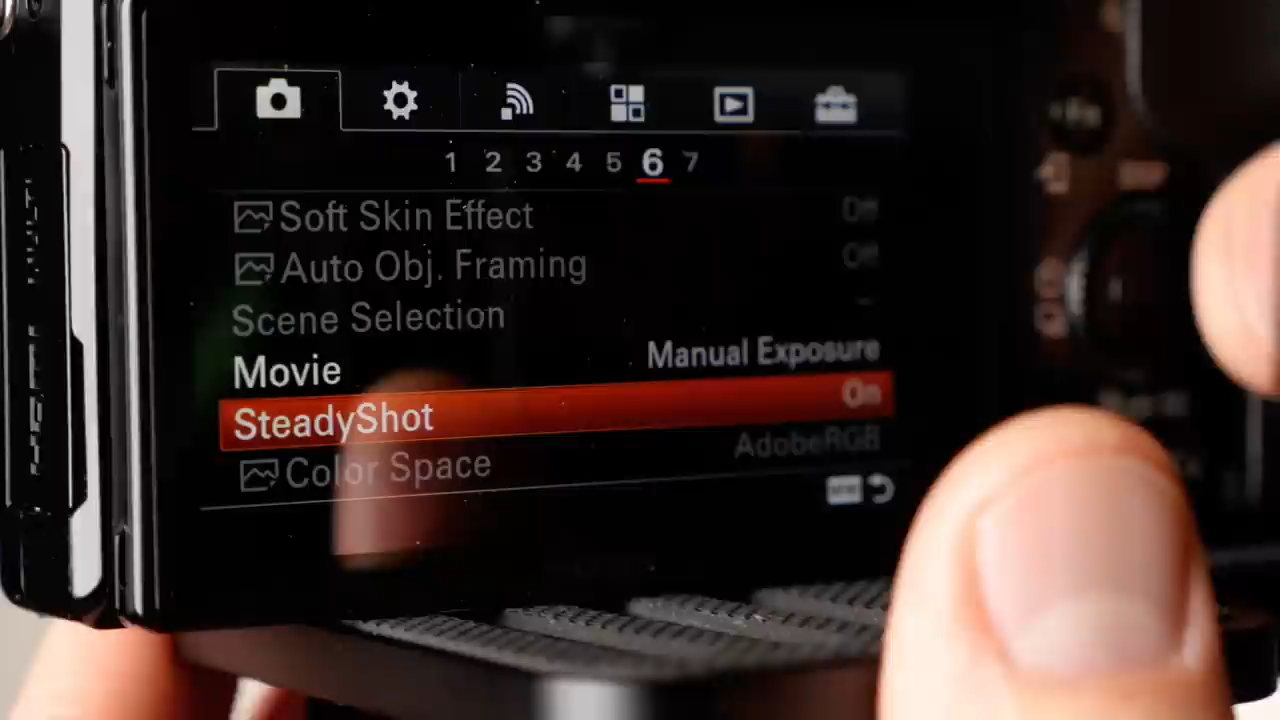 1 2 3 4 5 6 7
Soft Skin Effect Off
Auto Obj. Framing Off
Scene Selection --
Movie Manual Exposure
SteadyShot On
Color Space AdobeRGB
MULTI